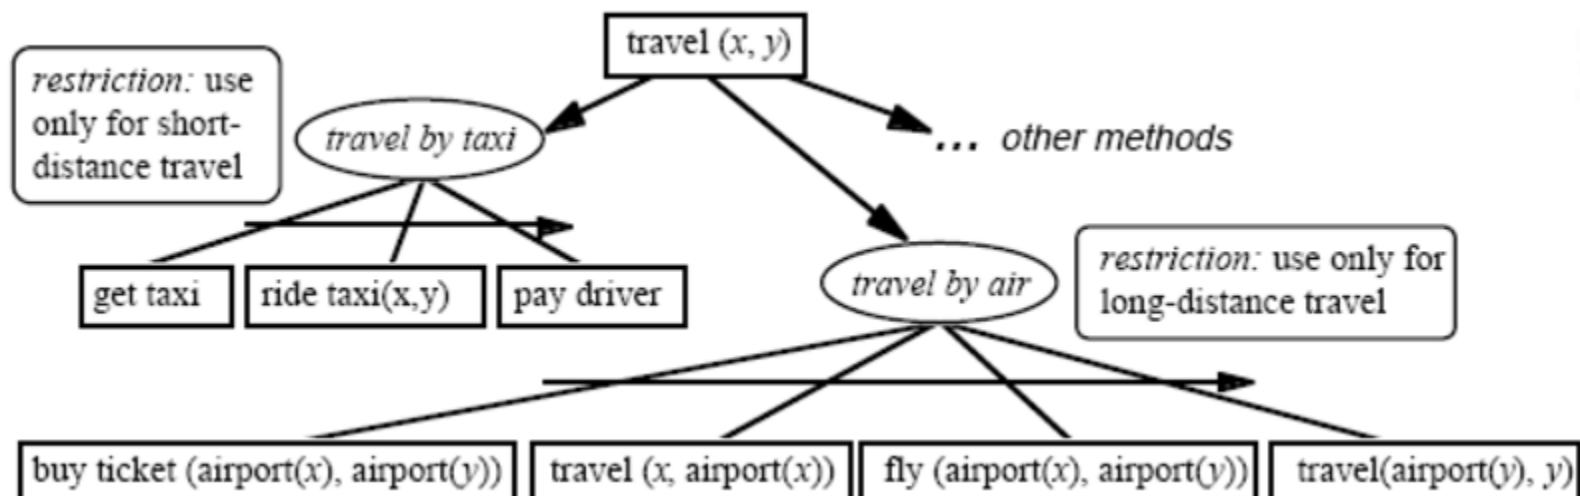 travel (x, y)
restriction: use
only for short-
distance travel
travel by taxi
... other methods
get taxi
ride taxi(x,y)
pay driver
travel by air
restriction: use only for
long-distance travel
buy ticket (airport(x), airport(y))
travel (x, airport(x))
fly (airport(x), airport(y))
travel(airport(y), y)